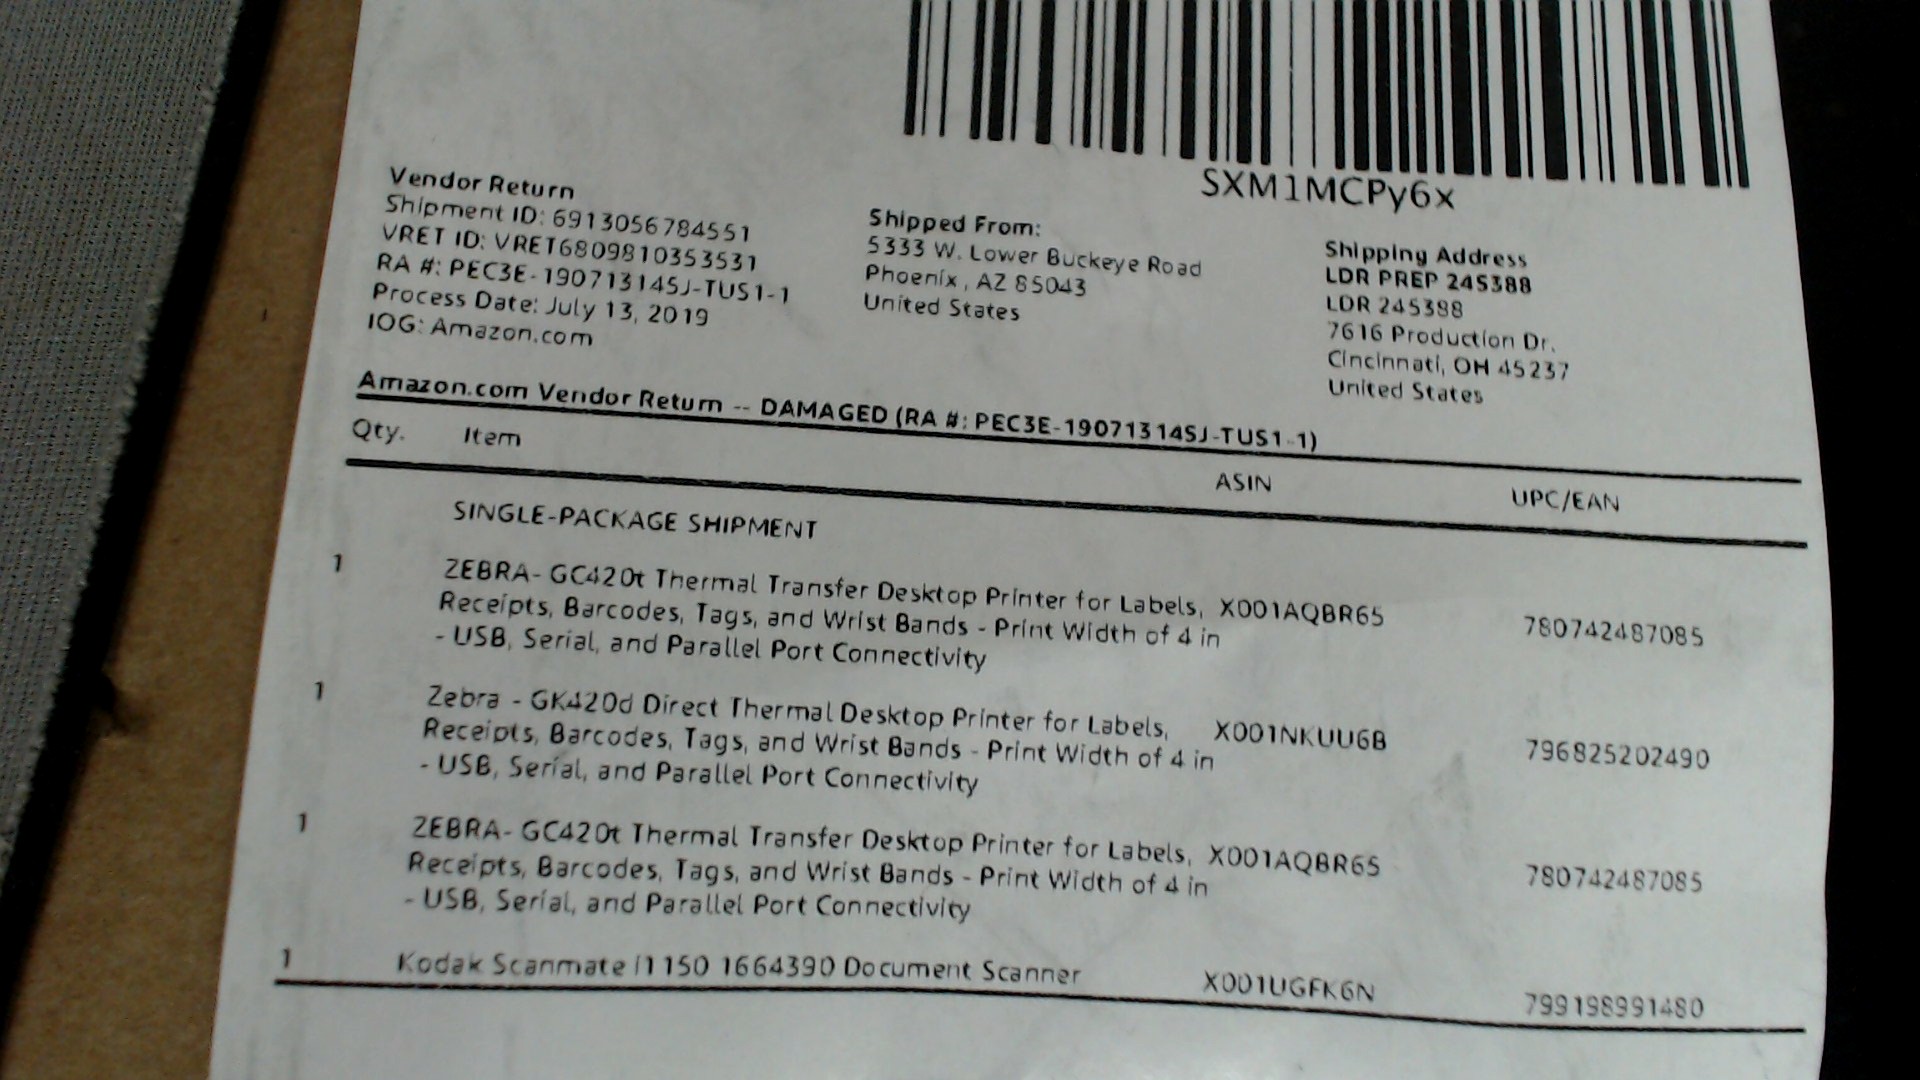 SXM1MCPy6x
Vendor Return
Shipment ID: 6913056784551
VRET ID: VRET6809810353531
RA #: PEC3E-19071314SJ-TUS1-1
Process Date: July 13, 2019
IOG: Amazon.com
Shipped From:
5333 W. Lower Buckeye Road
Phoenix, AZ 85043
United States
Shipping Address
LDR PREP 245388
LDR 245388
7616 Production Dr.
Cincinnati, OH 45237
United States
Amazon.com Vendor Return -- DAMAGED (RA #: PEC3E-19071314SJ-TUS1-1)
Qty. Item ASIN UPC/EAN
SINGLE-PACKAGE SHIPMENT
1 ZEBRA- GC420t Thermal Transfer Desktop Printer for Labels, X001AQBR65 780742487085
Receipts, Barcodes, Tags, and Wrist Bands - Print Width of 4 in
- USB, Serial, and Parallel Port Connectivity
1 Zebra - GK420d Direct Thermal Desktop Printer for Labels, X001NKUU6B 796825202490
Receipts, Barcodes, Tags, and Wrist Bands - Print Width of 4 in
- USB, Serial, and Parallel Port Connectivity
1 ZEBRA- GC420t Thermal Transfer Desktop Printer for Labels, X001AQBR65 780742487085
Receipts, Barcodes, Tags, and Wrist Bands - Print Width of 4 in
- USB, Serial, and Parallel Port Connectivity
1 Kodak Scanmate i1150 1664390 Document Scanner X001UGFK6N 799198991480